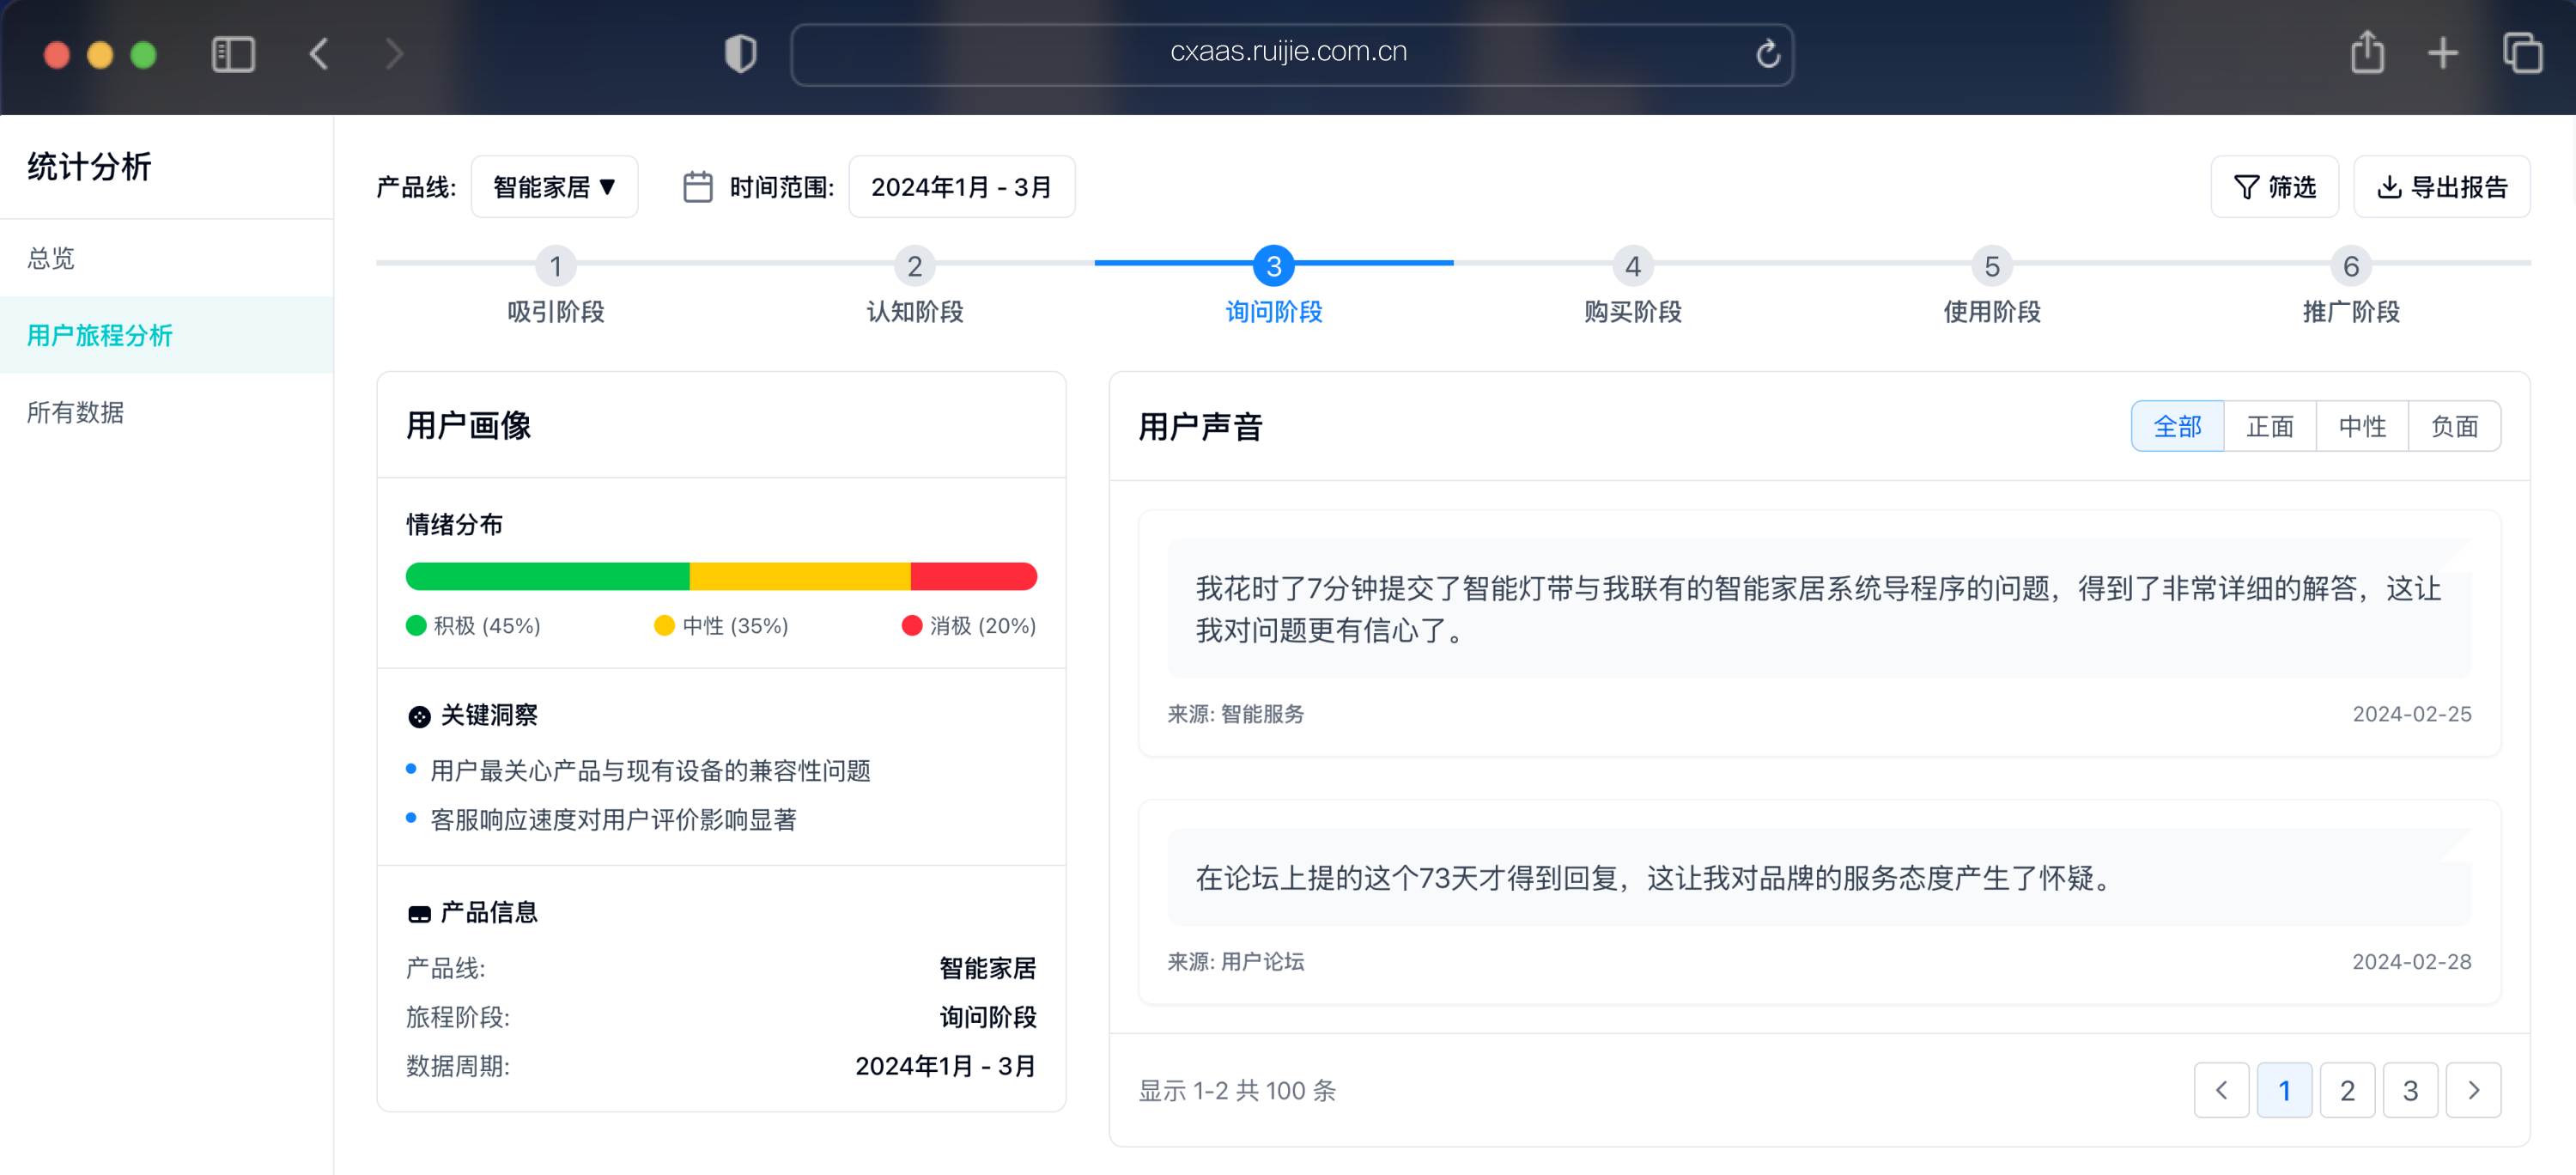 cxaas.ruijie.com.cn
统计分析
总览
用户旅程分析
所有数据
产品线: 智能家居 ▼ 时间范围: 2024年1月 - 3月 筛选 导出报告
1 2 3 4 5 6
吸引阶段 认知阶段 询问阶段 购买阶段 使用阶段 推广阶段
用户画像
情绪分布
积极 (45%) 中性 (35%) 消极 (20%)
关键洞察
用户最关心产品与现有设备的兼容性问题
客服响应速度对用户评价影响显著
产品信息
产品线: 智能家居
旅程阶段: 询问阶段
数据周期: 2024年1月 - 3月
用户声音 全部 正面 中性 负面
我花时了7分钟提交了智能灯带与我联有的智能家居系统导程序的问题，得到了非常详细的解答，这让
我对问题更有信心了。
来源: 智能服务 2024-02-25
在论坛上提的这个73天才得到回复，这让我对品牌的服务态度产生了怀疑。
来源: 用户论坛 2024-02-28
显示 1-2 共 100 条 1 2 3